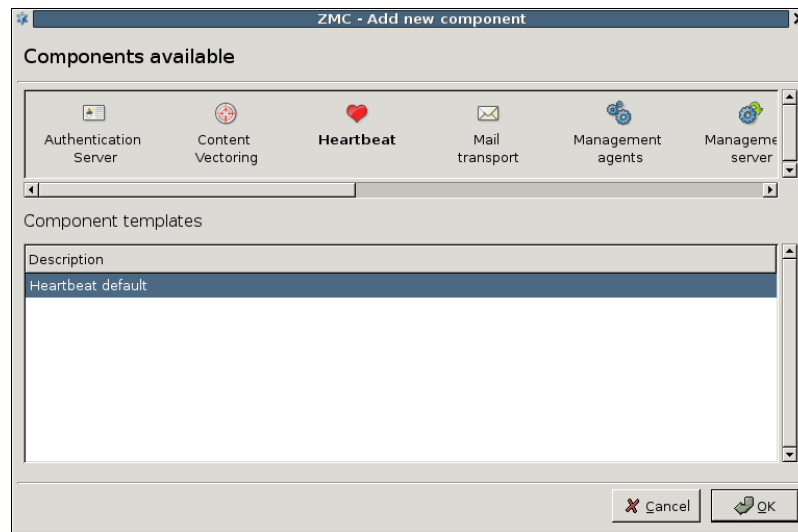 ZMC - Add new component
Components available
Authentication
Server
Content
Vectoring
Heartbeat
Mail
transport
Management
agents
Manageme
server
Component templates
Description
Heartbeat default
Cancel
OK